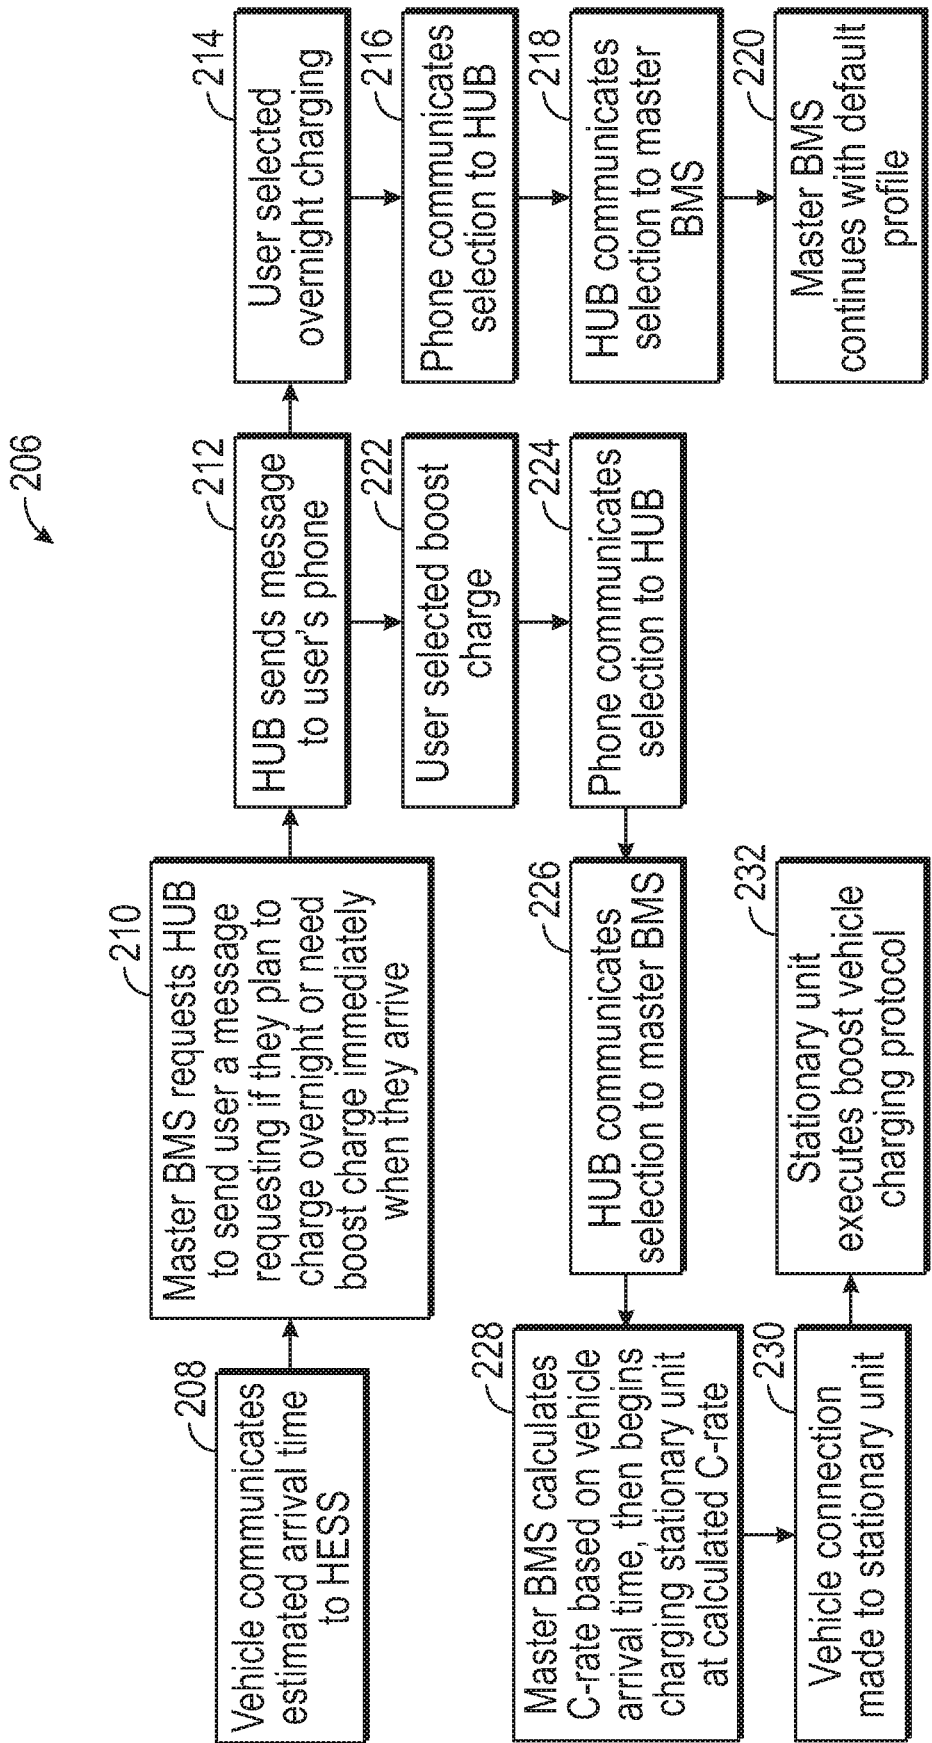 206
208
Vehicle communicates
estimated arrival time
to HESS
210
Master BMS requests HUB
to send user a message
requesting if they plan to
charge overnight or need
boost charge immediately
when they arrive
212
HUB sends message
to user's phone
214
User selected
overnight charging
216
Phone communicates
selection to HUB
218
HUB communicates
selection to master
BMS
220
Master BMS
continues with default
profile
222
User selected boost
charge
224
Phone communicates
selection to HUB
226
HUB communicates
selection to master BMS
228
Master BMS calculates
C-rate based on vehicle
arrival time, then begins
charging stationary unit
at calculated C-rate
230
Vehicle connection
made to stationary unit
232
Stationary unit
executes boost vehicle
charging protocol